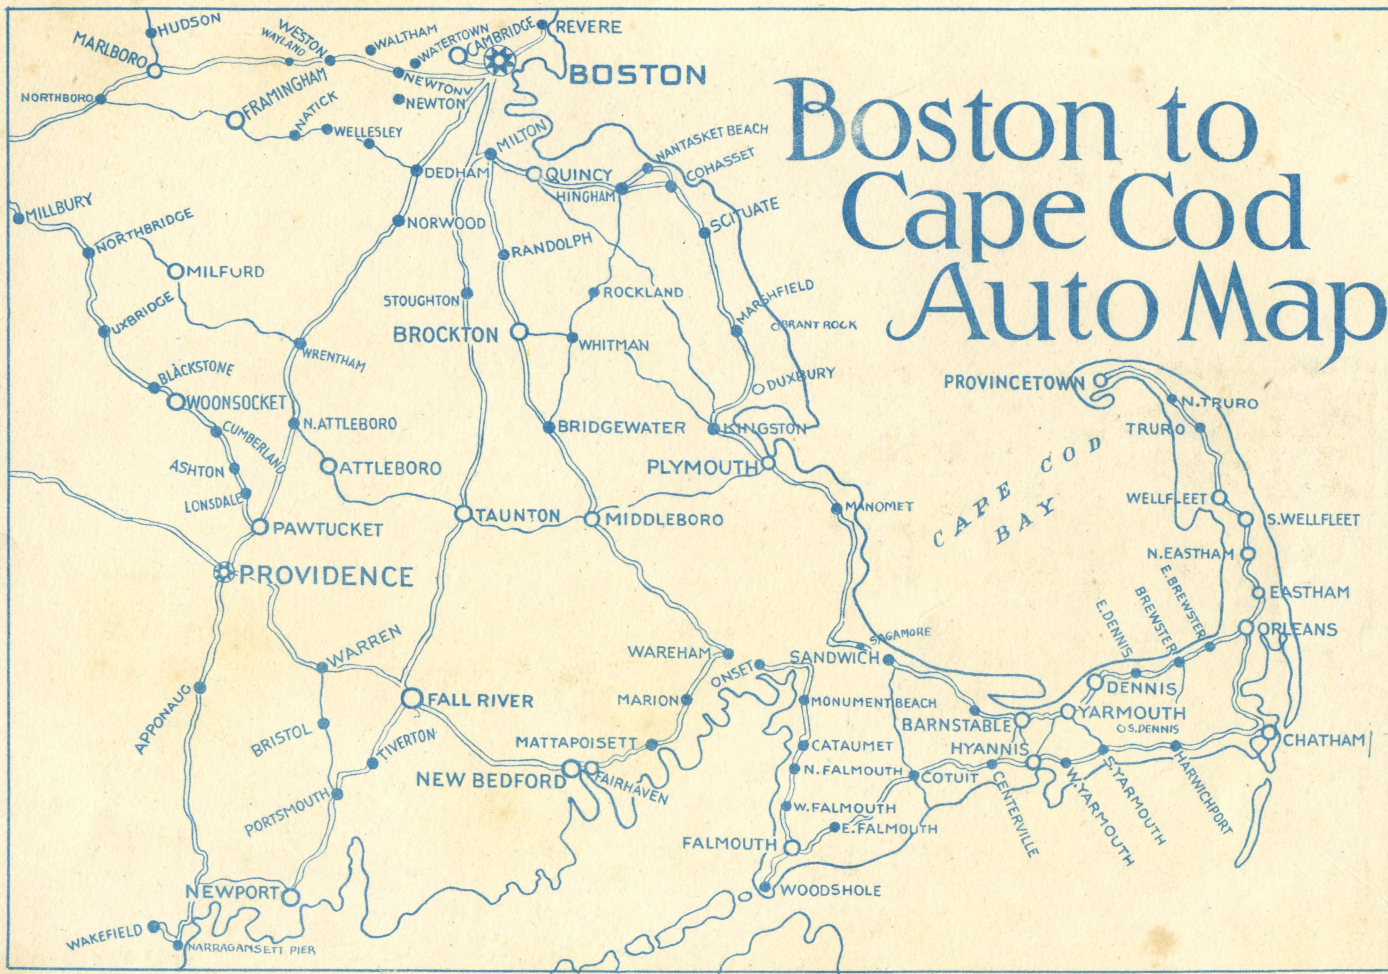 Boston to
Cape Cod
Auto Map
HUDSON
MARLBORO
WESTON
WAYLAND
WALTHAM
WATERTOWN
CAMBRIDGE
REVERE
BOSTON
NORTHBORO
FRAMINGHAM
NATICK
NEWTONV
NEWTON
WELLESLEY
MILTON
NANTASKET BEACH
COHASSET
DEDHAM
QUINCY
HINGHAM
MILLBURY
NORTHBRIDGE
NORWOOD
SCITUATE
RANDOLPH
MILFORD
STOUGHTON
ROCKLAND
MARSHFIELD
BRANT ROCK
UXBRIDGE
BROCKTON
WHITMAN
WRENTHAM
BLACKSTONE
DUXBURY
PROVINCETOWN
N.TRURO
WOONSOCKET
N.ATTLEBORO
BRIDGEWATER
KINGSTON
TRURO
CUMBERLAND
ASHTON
ATTLEBORO
PLYMOUTH
CAPE COD
BAY
LONSDALE
WELLFLEET
MANOMET
PAWTUCKET
TAUNTON
MIDDLEBORO
S.WELLFLEET
N.EASTHAM
PROVIDENCE
EASTHAM
E.BREWSTER
BREWSTER
E.DENNIS
ORLEANS
WARREN
WAREHAM
ONSET
SAGAMORE
SANDWICH
DENNIS
APPONAUG
FALL RIVER
MARION
MONUMENT BEACH
BARNSTABLE
YARMOUTH
S.DENNIS
BRISTOL
TIVERTON
MATTAPOISETT
CATAUMET
HYANNIS
CHATHAM
NEW BEDFORD
FAIRHAVEN
N.FALMOUTH
COTUIT
CENTERVILLE
W.YARMOUTH
S.YARMOUTH
HARWICHPORT
PORTSMOUTH
W.FALMOUTH
E.FALMOUTH
FALMOUTH
NEWPORT
WOODSHOLE
WAKEFIELD
NARRAGANSETT PIER